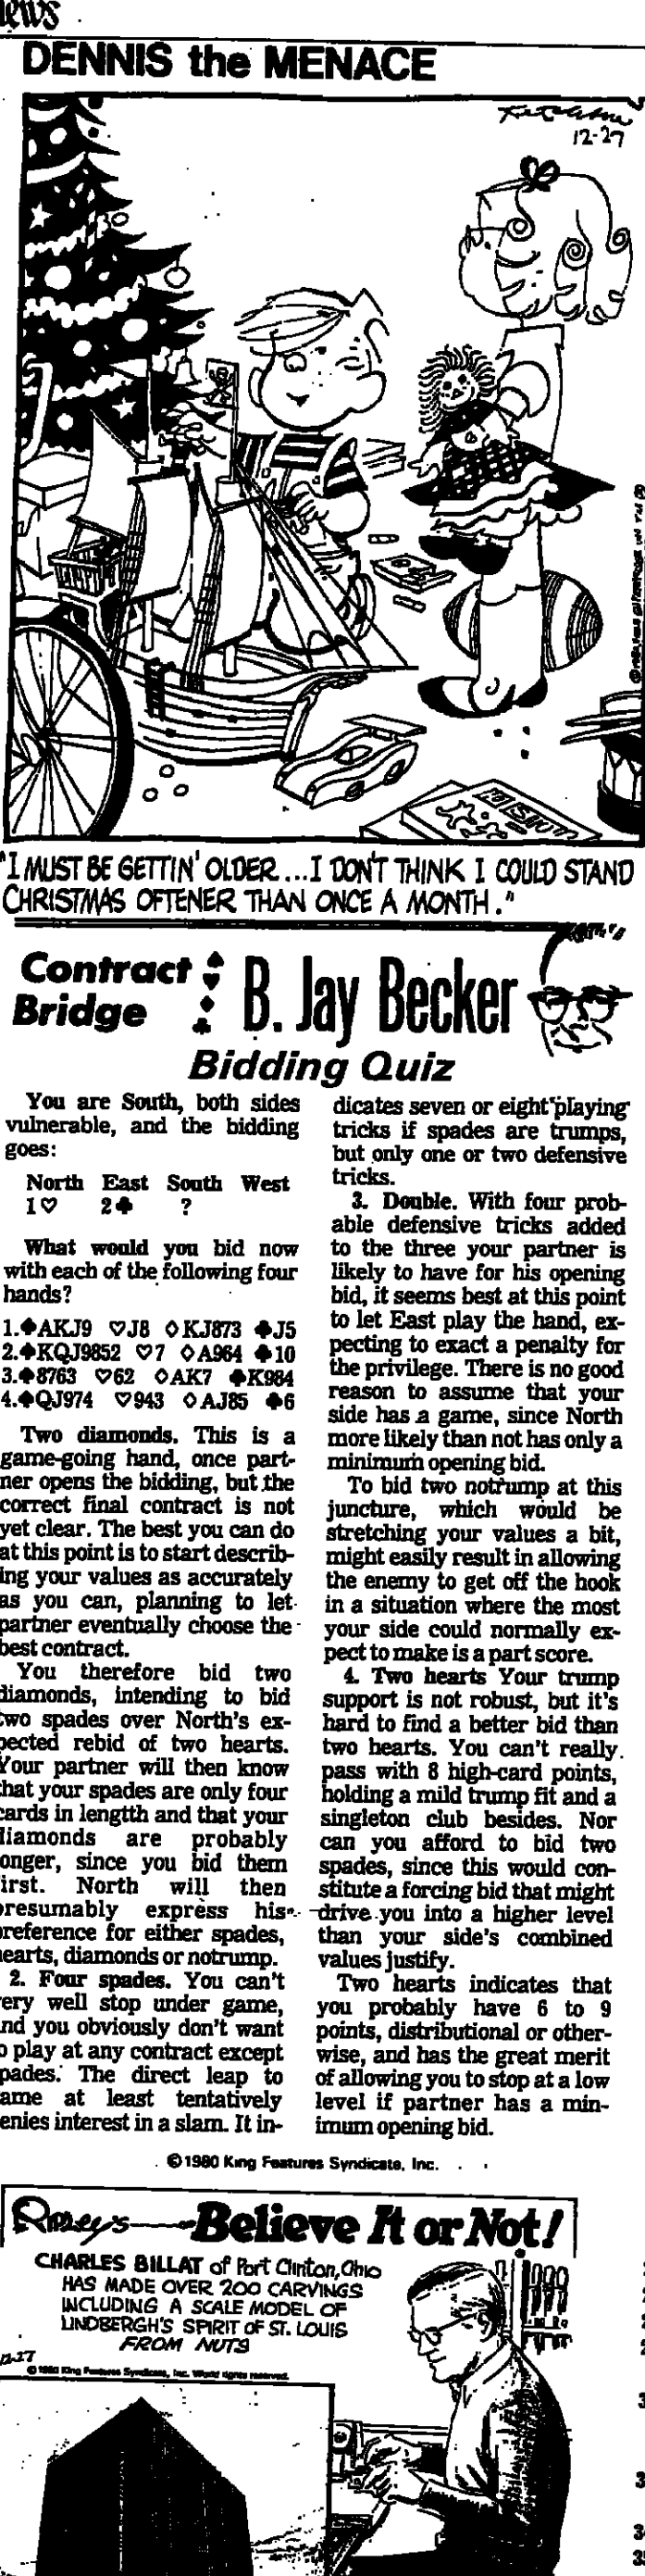 news
DENNIS the MENACE
12-27
"I MUST BE GETTIN' OLDER...I DON'T THINK I COULD STAND
CHRISTMAS OFTENER THAN ONCE A MONTH."
Contract
Bridge
B. Jay Becker
Bidding Quiz
You are South, both sides
vulnerable, and the bidding
goes:
North East South West
1♡ 2♣ ?
What would you bid now
with each of the following four
hands?
1.♠AKJ9 ♡J8 ◇KJ873 ♣J5
2.♠KQJ9852 ♡7 ◇A964 ♣10
3.♠8763 ♡62 ◇AK7 ♣K984
4.♠QJ974 ♡943 ◇AJ85 ♣6
Two diamonds. This is a
game-going hand, once part-
ner opens the bidding, but the
correct final contract is not
yet clear. The best you can do
at this point is to start describ-
ing your values as accurately
as you can, planning to let
partner eventually choose the
best contract.
You therefore bid two
diamonds, intending to bid
two spades over North's ex-
pected rebid of two hearts.
Your partner will then know
that your spades are only four
cards in lengtth and that your
diamonds are probably
longer, since you bid them
first. North will then
presumably express his
preference for either spades,
hearts, diamonds or notrump.
2. Four spades. You can't
very well stop under game,
and you obviously don't want
to play at any contract except
spades. The direct leap to
game at least tentatively
denies interest in a slam. It in-
dicates seven or eight playing
tricks if spades are trumps,
but only one or two defensive
tricks.
3. Double. With four prob-
able defensive tricks added
to the three your partner is
likely to have for his opening
bid, it seems best at this point
to let East play the hand, ex-
pecting to exact a penalty for
the privilege. There is no good
reason to assume that your
side has a game, since North
more likely than not has only a
minimum opening bid.
To bid two notrump at this
juncture, which would be
stretching your values a bit,
might easily result in allowing
the enemy to get off the hook
in a situation where the most
your side could normally ex-
pect to make is a part score.
4. Two hearts Your trump
support is not robust, but it's
hard to find a better bid than
two hearts. You can't really
pass with 8 high-card points,
holding a mild trump fit and a
singleton club besides. Nor
can you afford to bid two
spades, since this would con-
stitute a forcing bid that might
drive you into a higher level
than your side's combined
values justify.
Two hearts indicates that
you probably have 6 to 9
points, distributional or other-
wise, and has the great merit
of allowing you to stop at a low
level if partner has a min-
imum opening bid.
©1980 King Features Syndicate, Inc.
Ripley's Believe It or Not!
CHARLES BILLAT of Port Clinton, Ohio
HAS MADE OVER 200 CARVINGS
INCLUDING A SCALE MODEL OF
LINDBERGH'S SPIRIT OF ST. LOUIS
FROM NUTS
12-27
© 1980 King Features Syndicate, Inc. World rights reserved.